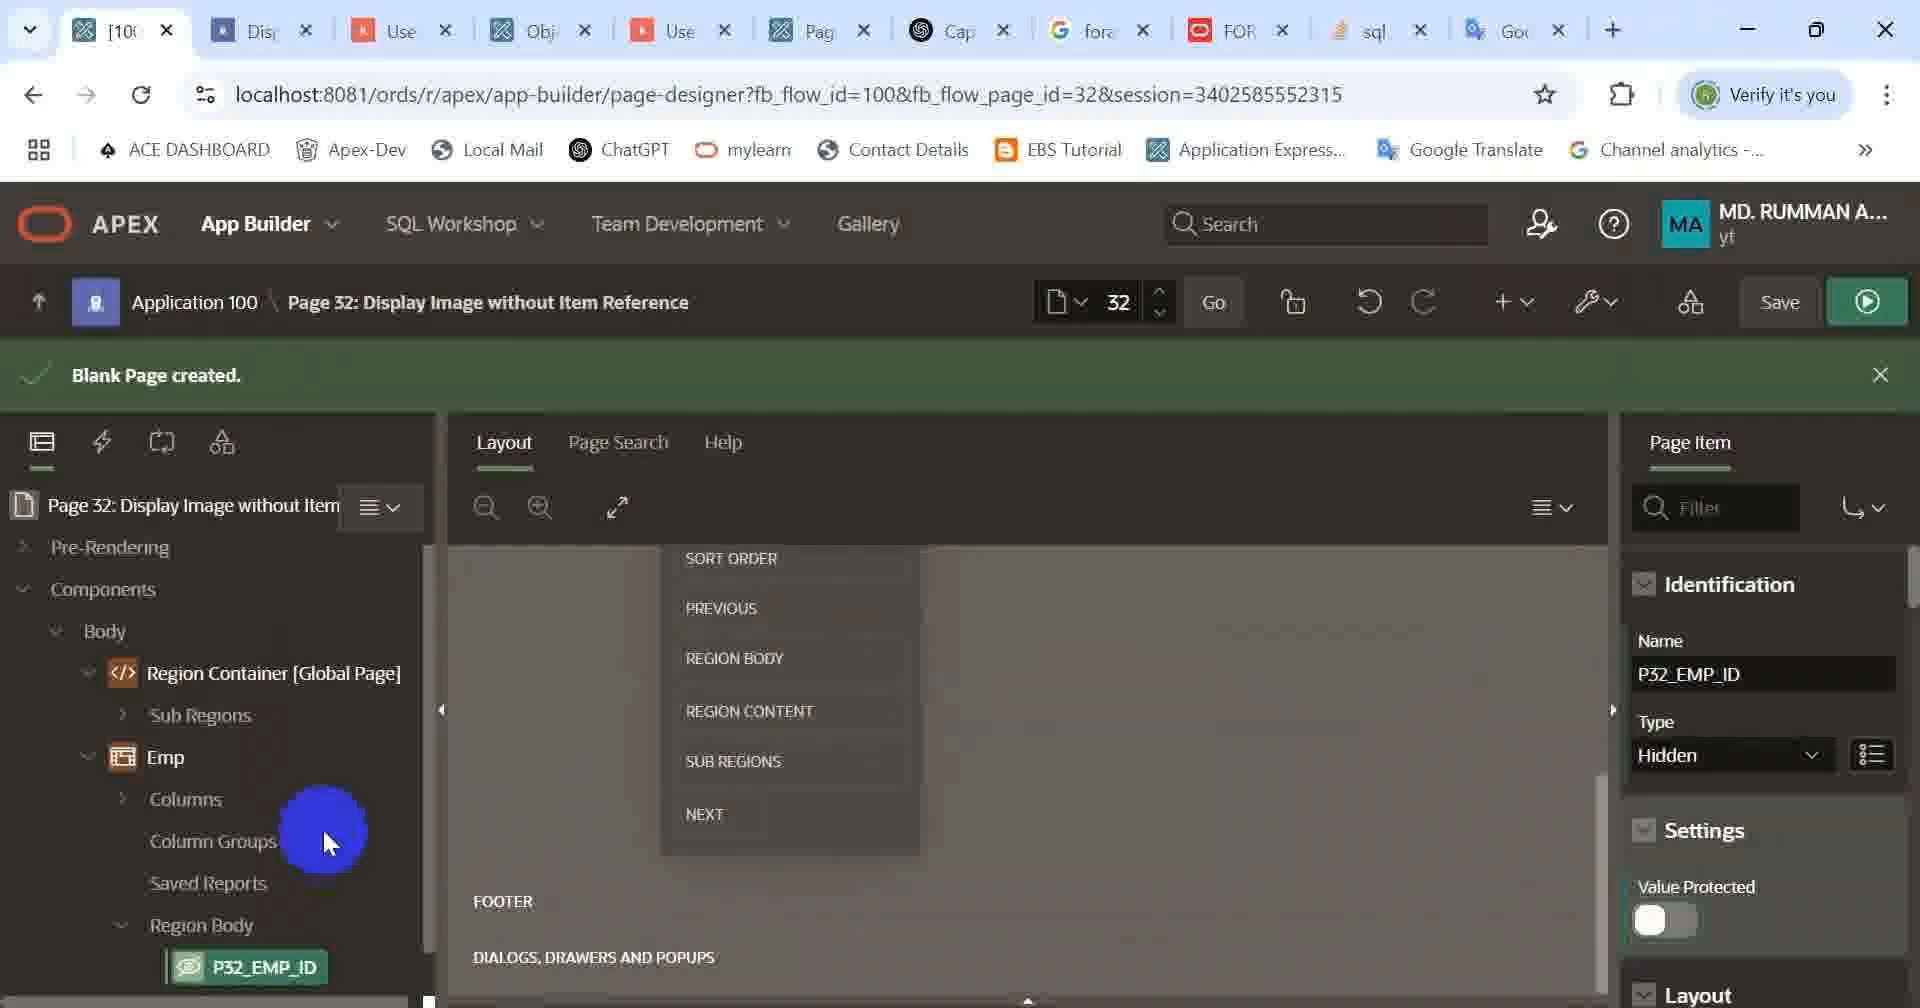 [10(
Disp
Use
Obj
Use
Pag
Cap
fora
FOR
sql
Goo
localhost:8081/ords/r/apex/app-builder/page-designer?fb_flow_id=100&fb_flow_page_id=32&session=3402585552315
Verify it's you
ACE DASHBOARD
Apex-Dev
Local Mail
ChatGPT
mylearn
Contact Details
EBS Tutorial
Application Express...
Google Translate
Channel analytics -...
APEX
App Builder
SQL Workshop
Team Development
Gallery
Search
MA
MD. RUMMAN A...
yt
Application 100 \ Page 32: Display Image without Item Reference
32
Go
Save
Blank Page created.
Layout
Page Search
Help
Page Item
Page 32: Display Image without Item
Filter
Pre-Rendering
Components
Body
Region Container [Global Page]
Sub Regions
Emp
Columns
Column Groups
Saved Reports
Region Body
P32_EMP_ID
SORT ORDER
PREVIOUS
REGION BODY
REGION CONTENT
SUB REGIONS
NEXT
FOOTER
DIALOGS, DRAWERS AND POPUPS
Identification
Name
P32_EMP_ID
Type
Hidden
Settings
Value Protected
Layout